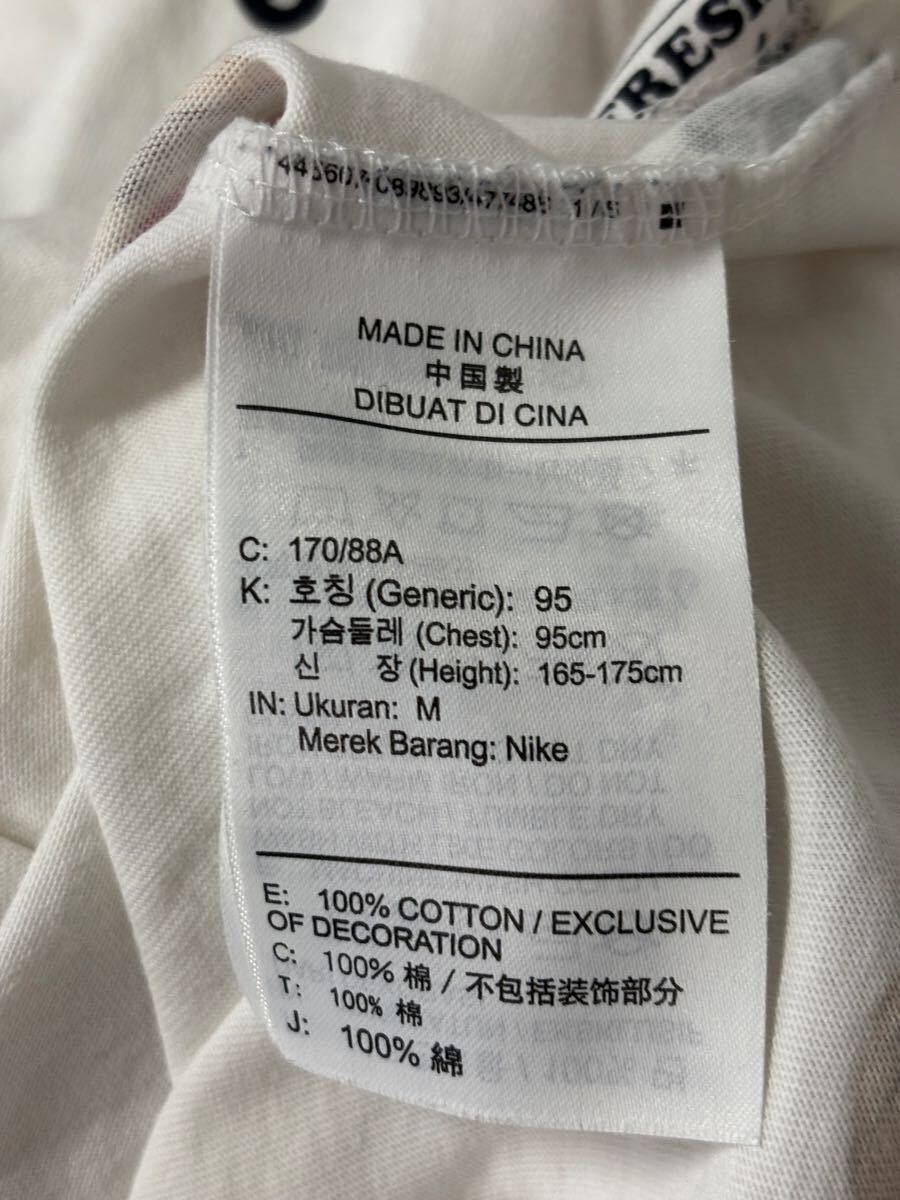 FRESH
MADE IN CHINA
中国製
DIBUAT DI CINA
C: 170/88A
K: 호칭 (Generic): 95
가슴둘레 (Chest): 95cm
신 장 (Height): 165-175cm
IN: Ukuran: M
Merek Barang: Nike
E: 100% COTTON / EXCLUSIVE
OF DECORATION
C: 100% 棉 / 不包括装饰部分
T: 100% 棉
J: 100% 綿